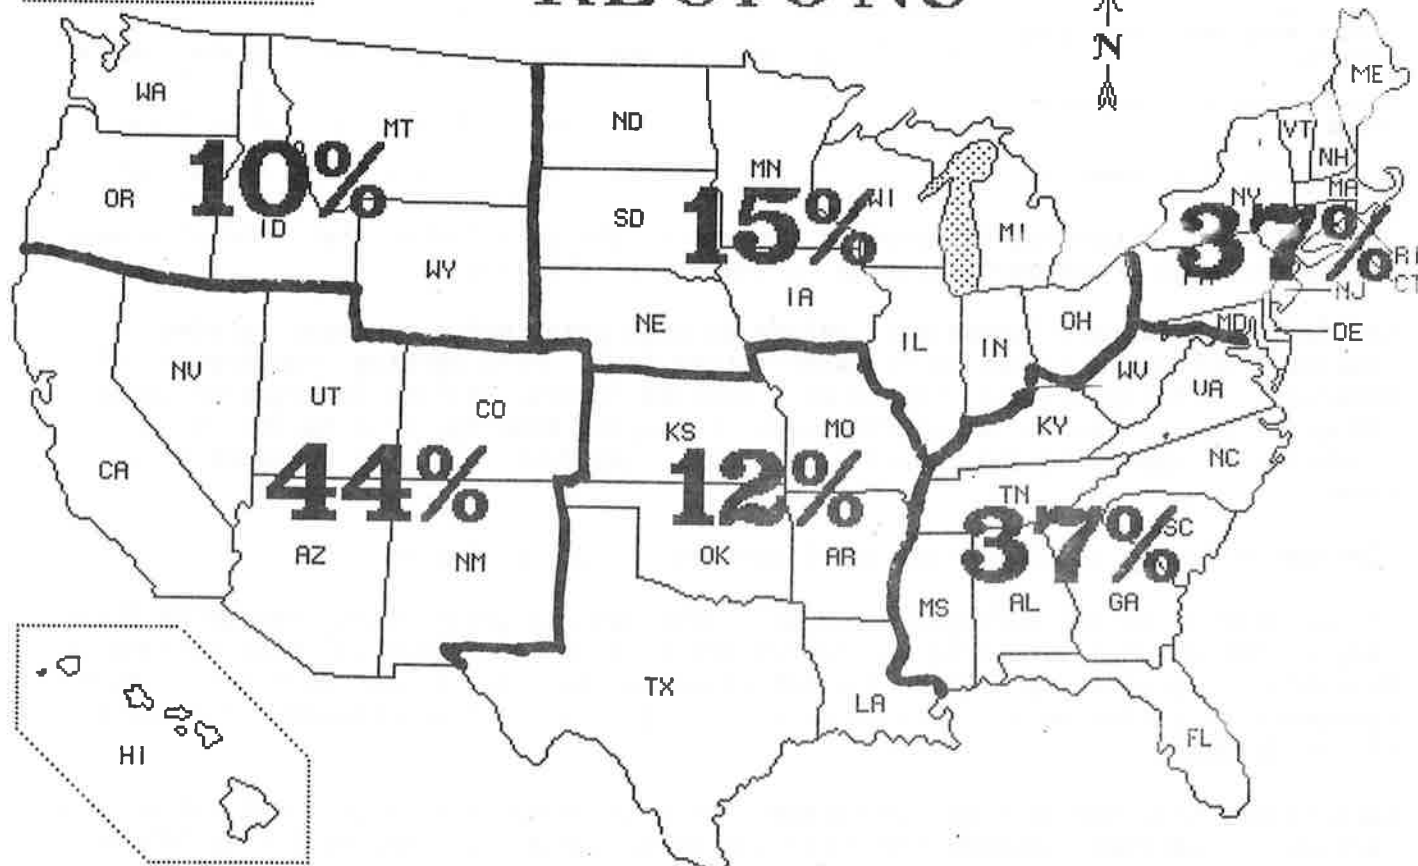 REGIONS
N
WA
MT
ND
MN
ME
VT
NH
10%
OR
ID
SD
15%
WI
MI
NY
MA
37%
RI
CT
NJ
WY
IA
NE
OH
MD
DE
IL
IN
NV
UT
CO
WV
VA
KS
MO
KY
CA
44%
12%
NC
TN
AZ
NM
OK
AR
37%
SC
MS
AL
GA
TX
LA
HI
FL